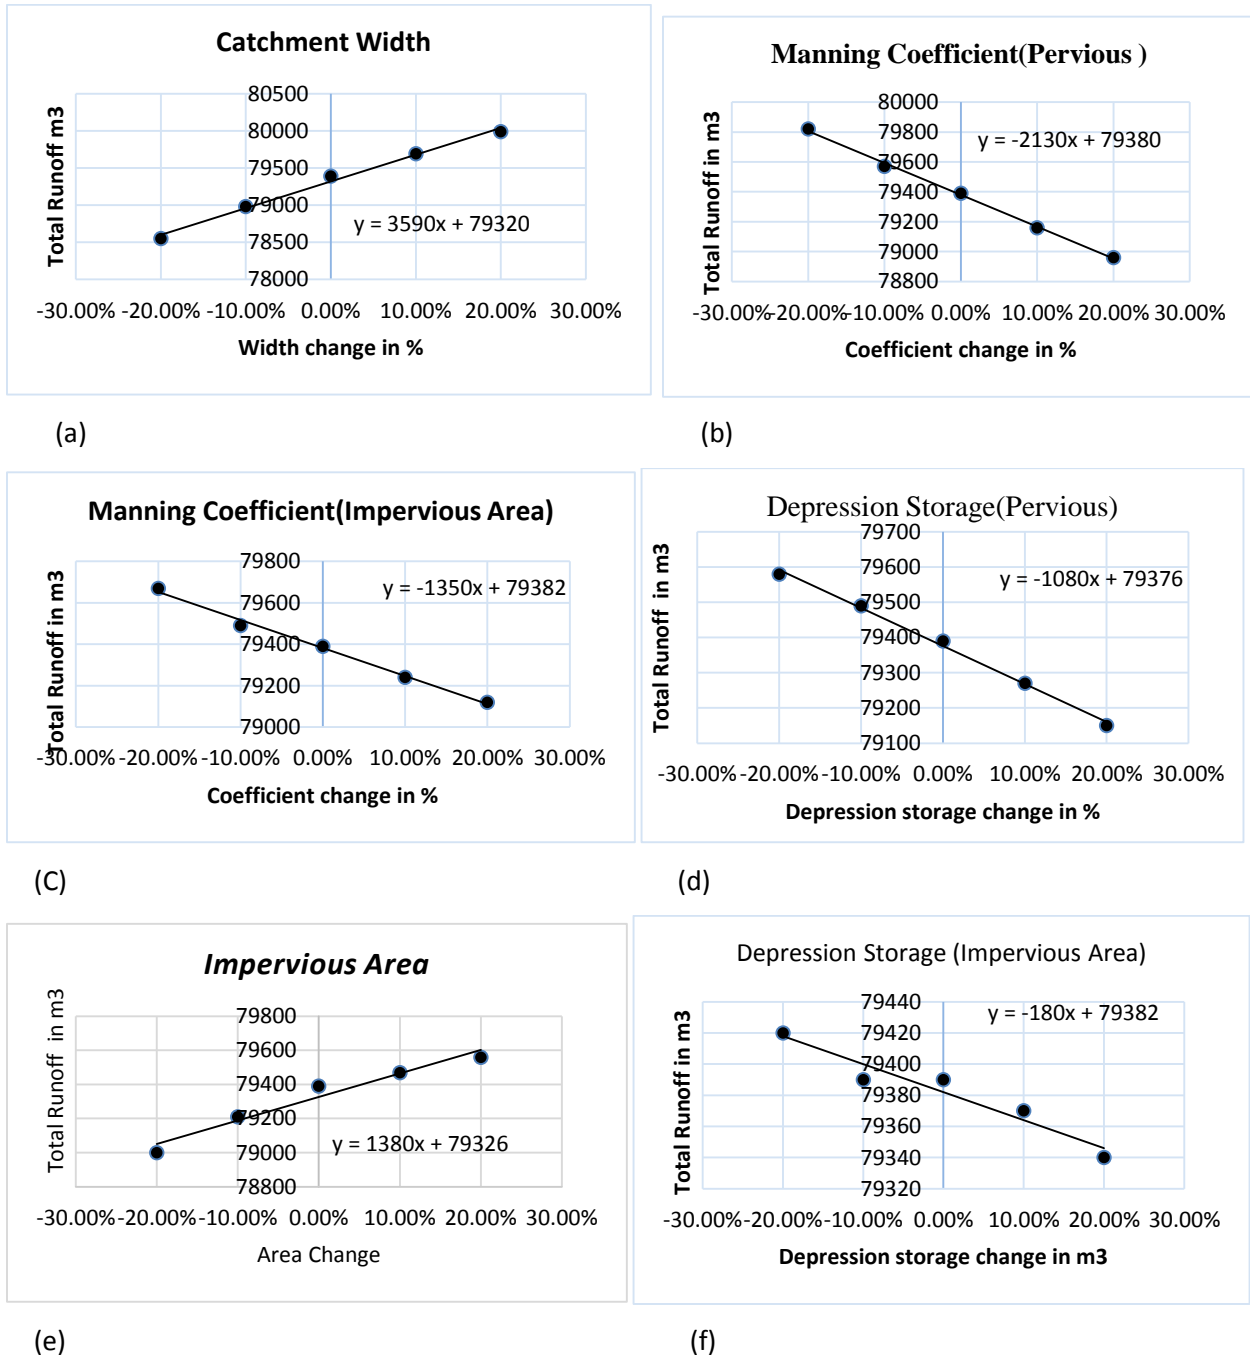 Catchment Width
Total Runoff m3
80500
80000
79500
79000
78500
78000
y = 3590x + 79320
-30.00% -20.00% -10.00% 0.00% 10.00% 20.00% 30.00%
Width change in %
(a)
Manning Coefficient(Pervious )
Total Runoff in m3
80000
79800
79600
79400
79200
79000
78800
y = -2130x + 79380
-30.00% -20.00% -10.00% 0.00% 10.00% 20.00% 30.00%
Coefficient change in %
(b)
Manning Coefficient(Impervious Area)
Total Runoff in m3
79800
79600
79400
79200
79000
y = -1350x + 79382
-30.00% -20.00% -10.00% 0.00% 10.00% 20.00% 30.00%
Coefficient change in %
(C)
Depression Storage(Pervious)
Total Runoff in m3
79700
79600
79500
79400
79300
79200
79100
y = -1080x + 79376
-30.00% -20.00% -10.00% 0.00% 10.00% 20.00% 30.00%
Depression storage change in %
(d)
Impervious Area
Total Runoff in m3
79800
79600
79400
79200
79000
78800
y = 1380x + 79326
-30.00% -20.00% -10.00% 0.00% 10.00% 20.00% 30.00%
Area Change
(e)
Depression Storage (Impervious Area)
Total Runoff in m3
79440
79420
79400
79380
79360
79340
79320
y = -180x + 79382
-30.00% -20.00% -10.00% 0.00% 10.00% 20.00% 30.00%
Depression storage change in m3
(f)